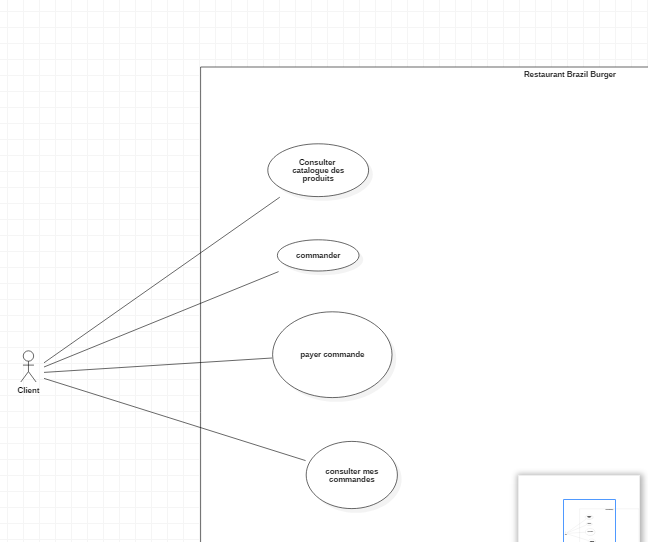 Restaurant Brazil Burger
Consulter
catalogue des
produits
commander
payer commande
Client
consulter mes
commandes